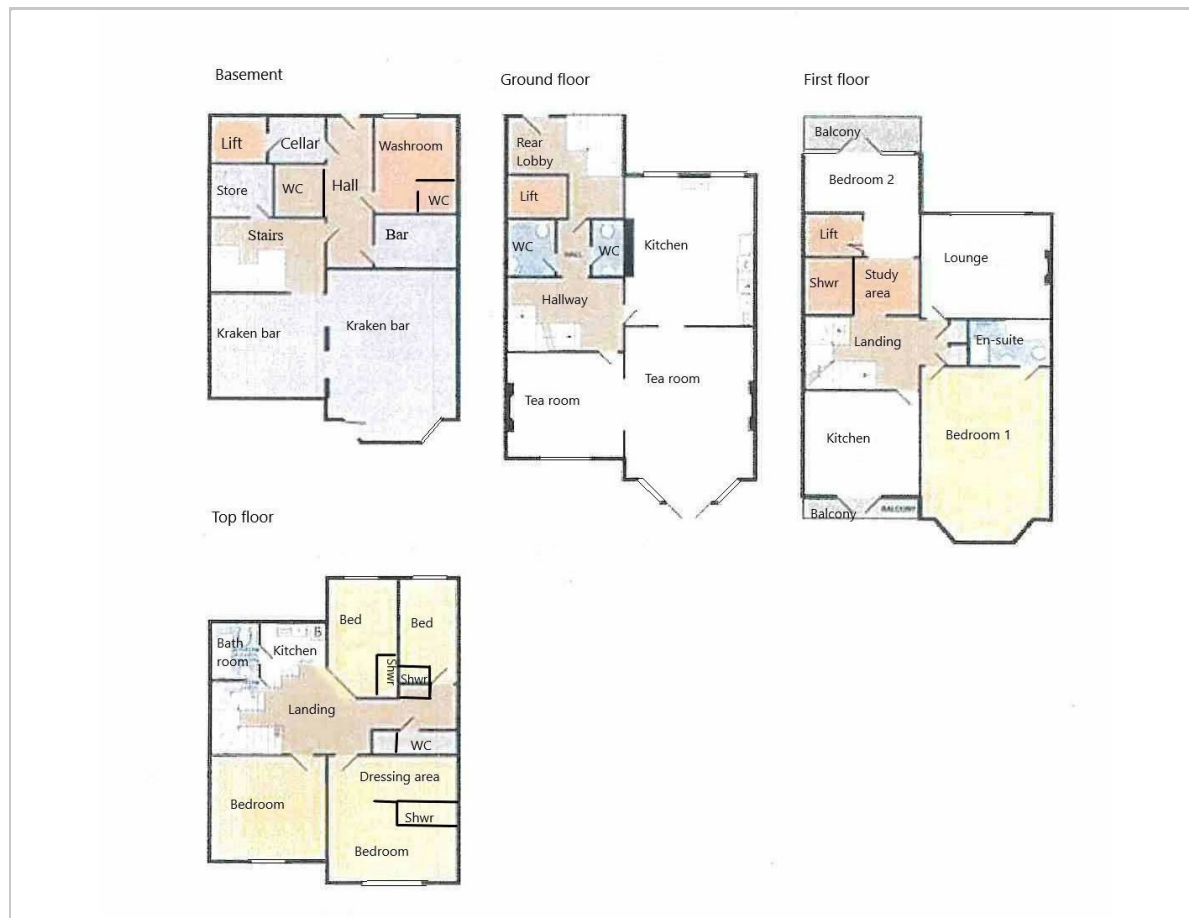 Basement
Lift
Cellar
Washroom
Store
WC
Hall
WC
Stairs
Bar
Kraken bar
Kraken bar
Ground floor
Rear
Lobby
Lift
WC
HALL
WC
Kitchen
Hallway
Tea room
Tea room
First floor
Balcony
Bedroom 2
Lift
Lounge
Shwr
Study
area
Landing
En-suite
Kitchen
Bedroom 1
Balcony
BALCONY
Top floor
Bed
Bed
Bath
room
Kitchen
B
Shwr
Shwr
Landing
WC
Dressing area
Bedroom
Shwr
Bedroom